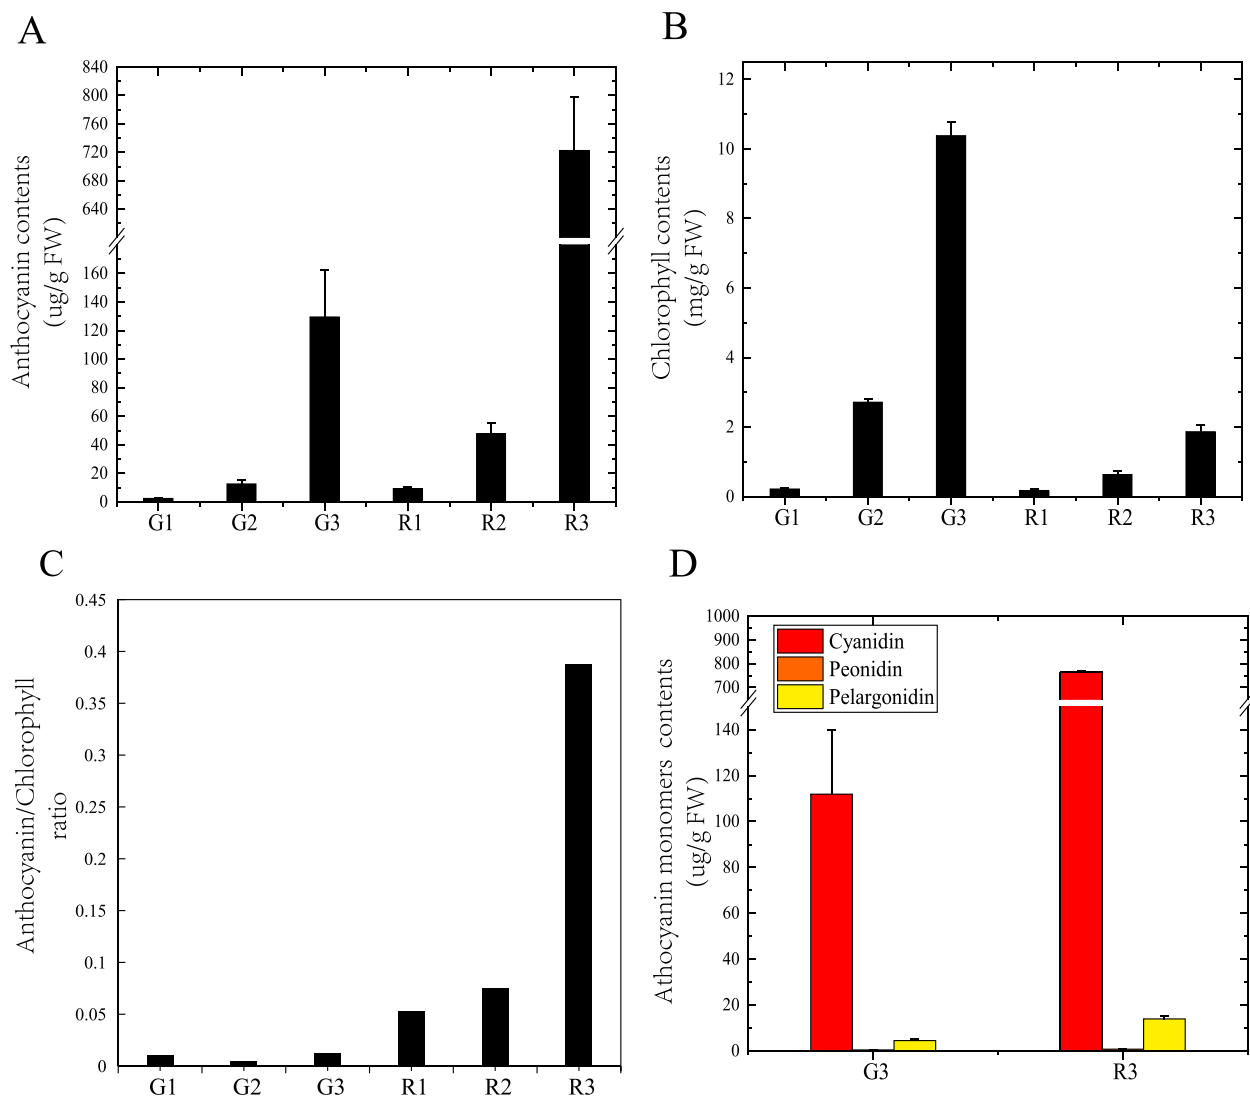 A
Anthocyanin contents
(ug/g FW)
840
800
760
720
680
640
160
140
120
100
80
60
40
20
0
G1 G2 G3 R1 R2 R3
B
Chlorophyll contents
(mg/g FW)
12
10
8
6
4
2
0
G1 G2 G3 R1 R2 R3
C
Anthocyanin/Chlorophyll
ratio
0.45
0.4
0.35
0.3
0.25
0.2
0.15
0.1
0.05
0
G1 G2 G3 R1 R2 R3
D
Athocyanin monomers contents
(ug/g FW)
1000
900
800
700
140
120
100
80
60
40
20
0
Cyanidin
Peonidin
Pelargonidin
G3 R3